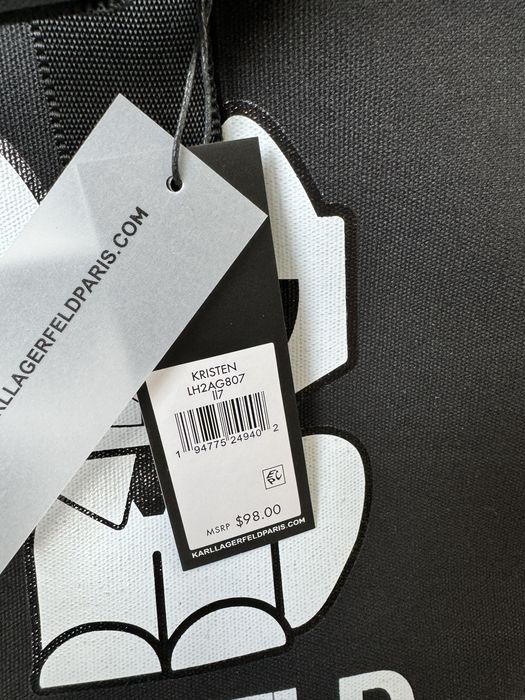 KARLLAGERFELDPARIS.COM
KRISTEN
LH2AG807
II7
1 94775 24940 2
MSRP $98.00
KARLLAGERFELDPARIS.COM